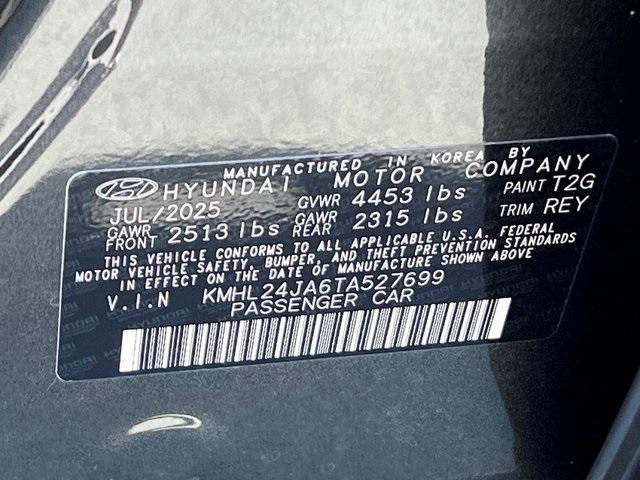 MANUFACTURED IN KOREA BY
HYUNDAI MOTOR COMPANY
JUL/2025 GVWR 4453 lbs PAINT T2G
GAWR FRONT 2513 lbs GAWR REAR 2315 lbs TRIM REY
THIS VEHICLE CONFORMS TO ALL APPLICABLE U.S.A. FEDERAL
MOTOR VEHICLE SAFETY, BUMPER, AND THEFT PREVENTION STANDARDS
IN EFFECT ON THE DATE OF MANUFACTURE SHOWN ABOVE
V.I.N KMHL24JA6TA527699
PASSENGER CAR